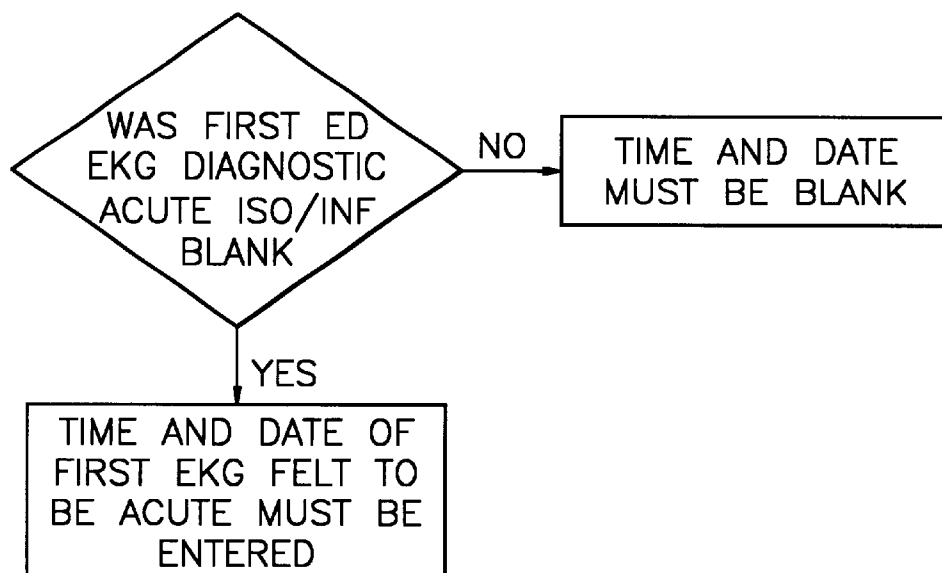 WAS FIRST ED
EKG DIAGNOSTIC
ACUTE ISO/INF
BLANK
NO
TIME AND DATE
MUST BE BLANK
YES
TIME AND DATE OF
FIRST EKG FELT TO
BE ACUTE MUST BE
ENTERED